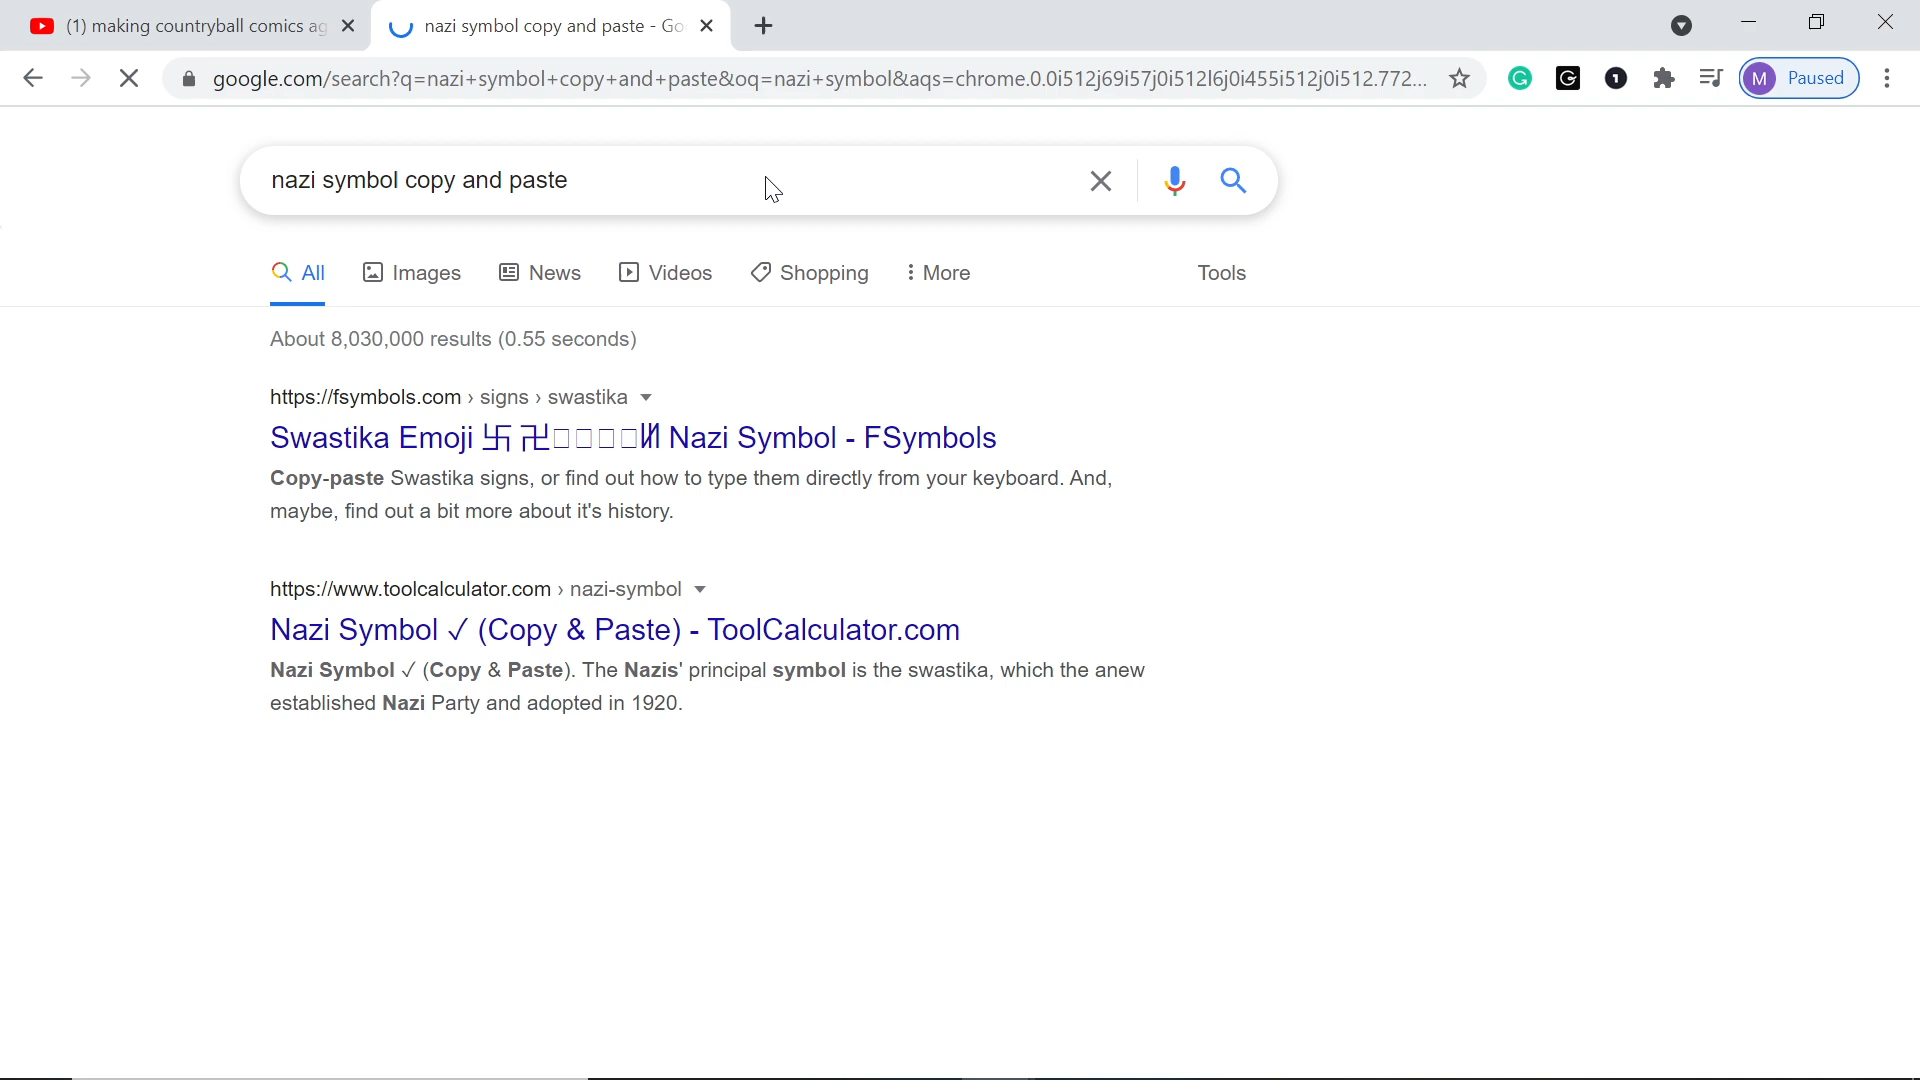 (1) making countryball comics ag
nazi symbol copy and paste - Go
google.com/search?q=nazi+symbol+copy+and+paste&oq=nazi+symbol&aqs=chrome.0.0i512j69i57j0i512l6j0i455i512j0i512.772...
M Paused
nazi symbol copy and paste
All Images News Videos Shopping More Tools
About 8,030,000 results (0.55 seconds)
https://fsymbols.com › signs › swastika
Swastika Emoji 卐 卍□□□□ Nazi Symbol - FSymbols
Copy-paste Swastika signs, or find out how to type them directly from your keyboard. And,
maybe, find out a bit more about it's history.
https://www.toolcalculator.com › nazi-symbol
Nazi Symbol ✓ (Copy & Paste) - ToolCalculator.com
Nazi Symbol ✓ (Copy & Paste). The Nazis' principal symbol is the swastika, which the anew
established Nazi Party and adopted in 1920.